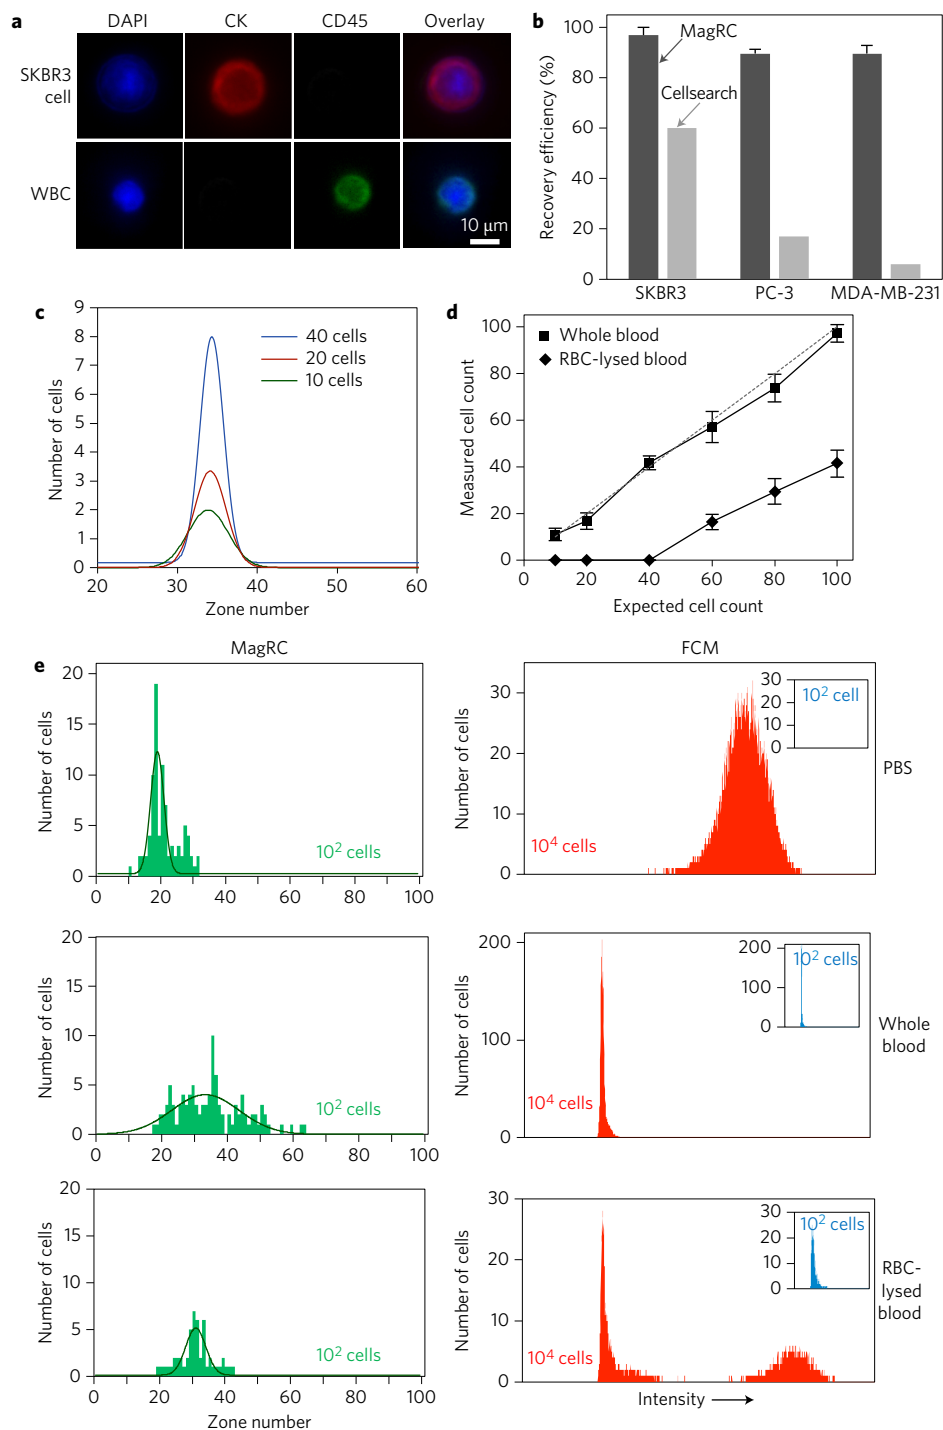 a
DAPI CK CD45 Overlay
SKBR3
cell
WBC
10 μm
b
Recovery efficiency (%)
100
80
60
40
20
0
MagRC
Cellsearch
SKBR3 PC-3 MDA-MB-231
c
Number of cells
9
8
7
6
5
4
3
2
1
0
40 cells
20 cells
10 cells
20 30 40 50 60
Zone number
d
Measured cell count
100
80
60
40
20
0
Whole blood
RBC-lysed blood
0 20 40 60 80 100
Expected cell count
e
MagRC
Number of cells
20
15
10
5
0
10² cells
0 20 40 60 80 100
FCM
Number of cells
30
20
10
0
10⁴ cells
30
20
10
0
10² cell
PBS
Number of cells
20
15
10
5
0
10² cells
0 20 40 60 80 100
Number of cells
200
100
0
10⁴ cells
200
100
0
10² cells
Whole
blood
Number of cells
20
15
10
5
0
10² cells
0 20 40 60 80 100
Zone number
Number of cells
30
20
10
0
10⁴ cells
30
20
10
0
10² cells
RBC-
lysed
blood
Intensity